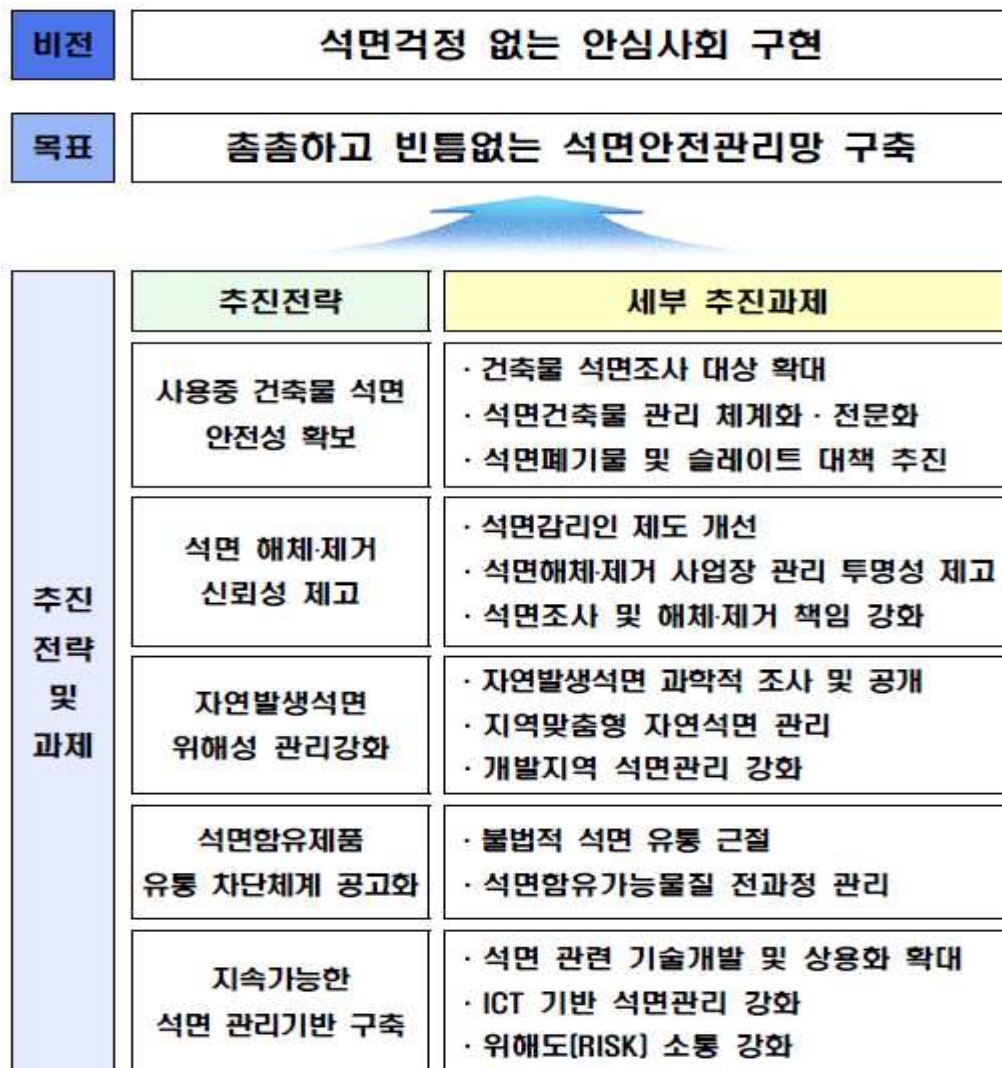 비전
석면걱정 없는 안심사회 구현
목표
촘촘하고 빈틈없는 석면안전관리망 구축
추진
전략
및
과제
추진전략
세부 추진과제
사용중 건축물 석면
안전성 확보
· 건축물 석면조사 대상 확대
· 석면건축물 관리 체계화 · 전문화
· 석면폐기물 및 슬레이트 대책 추진
석면 해체·제거
신뢰성 제고
· 석면감리인 제도 개선
· 석면해체·제거 사업장 관리 투명성 제고
· 석면조사 및 해체·제거 책임 강화
자연발생석면
위해성 관리강화
· 자연발생석면 과학적 조사 및 공개
· 지역맞춤형 자연석면 관리
· 개발지역 석면관리 강화
석면함유제품
유통 차단체계 공고화
· 불법적 석면 유통 근절
· 석면함유가능물질 전과정 관리
지속가능한
석면 관리기반 구축
· 석면 관련 기술개발 및 상용화 확대
· ICT 기반 석면관리 강화
· 위해도(RISK) 소통 강화